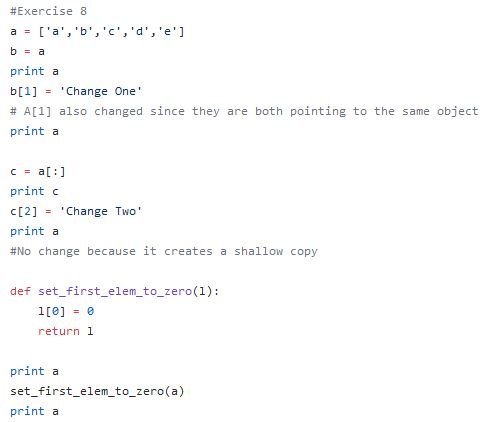 #Exercise 8
a = ['a','b','c','d','e']
b = a
print a
b[1] = 'Change One'
# A[1] also changed since they are both pointing to the same object
print a

c = a[:]
print c
c[2] = 'Change Two'
print a
#No change because it creates a shallow copy

def set_first_elem_to_zero(l):
    l[0] = 0
    return l

print a
set_first_elem_to_zero(a)
print a